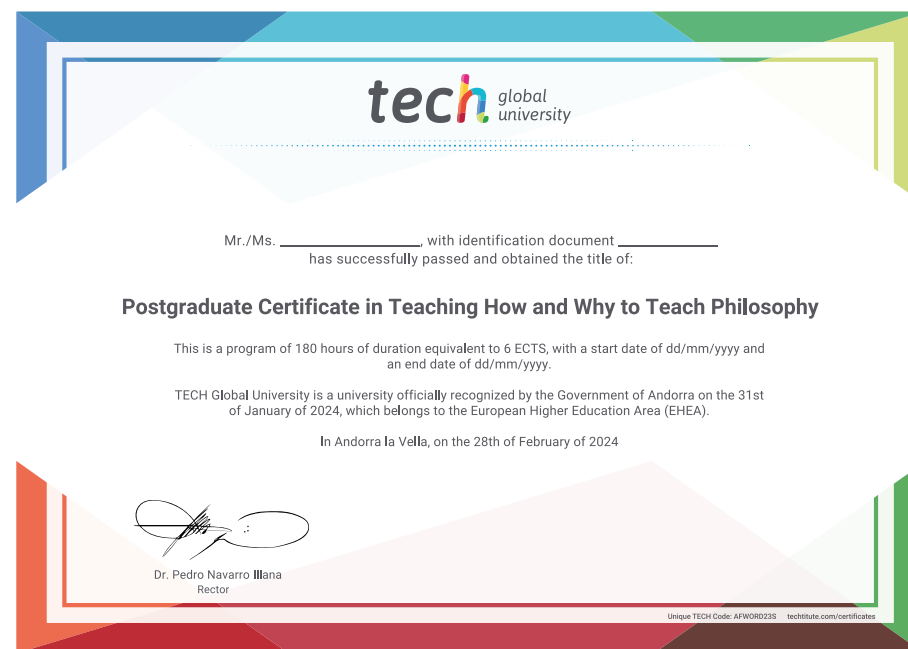 tech global
university
Mr./Ms. ____________, with identification document ____________
has successfully passed and obtained the title of:
Postgraduate Certificate in Teaching How and Why to Teach Philosophy
This is a program of 180 hours of duration equivalent to 6 ECTS, with a start date of dd/mm/yyyy and
an end date of dd/mm/yyyy.
TECH Global University is a university officially recognized by the Government of Andorra on the 31st
of January of 2024, which belongs to the European Higher Education Area (EHEA).
In Andorra la Vella, on the 28th of February of 2024
Dr. Pedro Navarro Illana
Rector
Unique TECH Code: AFWORD23S techtitute.com/certificates